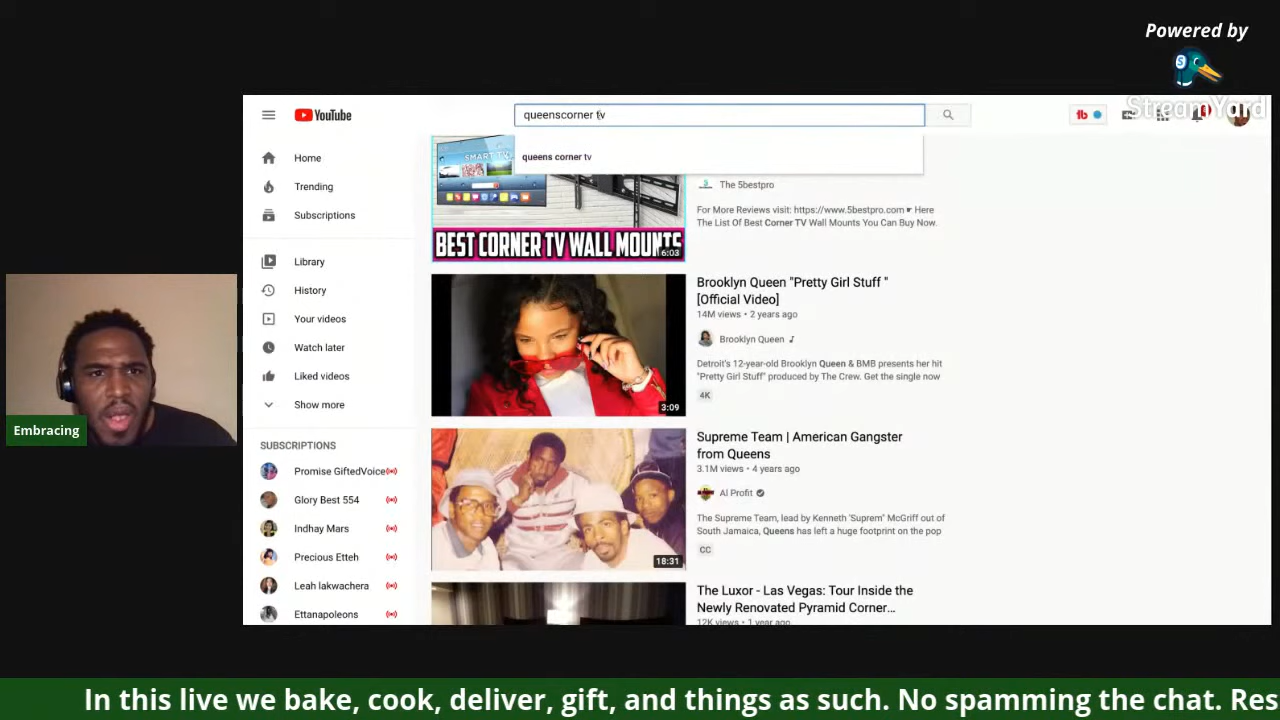 Powered by
S
StreamYard
YouTube
queenscorner tv
queens corner tv
Home
Trending
Subscriptions
Library
History
Your videos
Watch later
Liked videos
Show more
SUBSCRIPTIONS
Promise GiftedVoice
Glory Best 554
Indhay Mars
Precious Etteh
Leah lakwachera
Ettanapoleons
SMART TV
BEST CORNER TV WALL MOUNTS
6:03
The 5bestpro
For More Reviews visit: https://www.5bestpro.com ☛ Here
The List Of Best Corner TV Wall Mounts You Can Buy Now.
3:09
Brooklyn Queen "Pretty Girl Stuff "
[Official Video]
14M views • 2 years ago
Brooklyn Queen
Detroit's 12-year-old Brooklyn Queen & BMB presents her hit
"Pretty Girl Stuff" produced by The Crew. Get the single now
4K
18:31
Supreme Team | American Gangster
from Queens
3.1M views • 4 years ago
Al Profit
The Supreme Team, lead by Kenneth 'Suprem" McGriff out of
South Jamaica, Queens has left a huge footprint on the pop
CC
The Luxor - Las Vegas: Tour Inside the
Newly Renovated Pyramid Corner...
12K views • 1 year ago
Embracing
In this live we bake, cook, deliver, gift, and things as such. No spamming the chat. Res